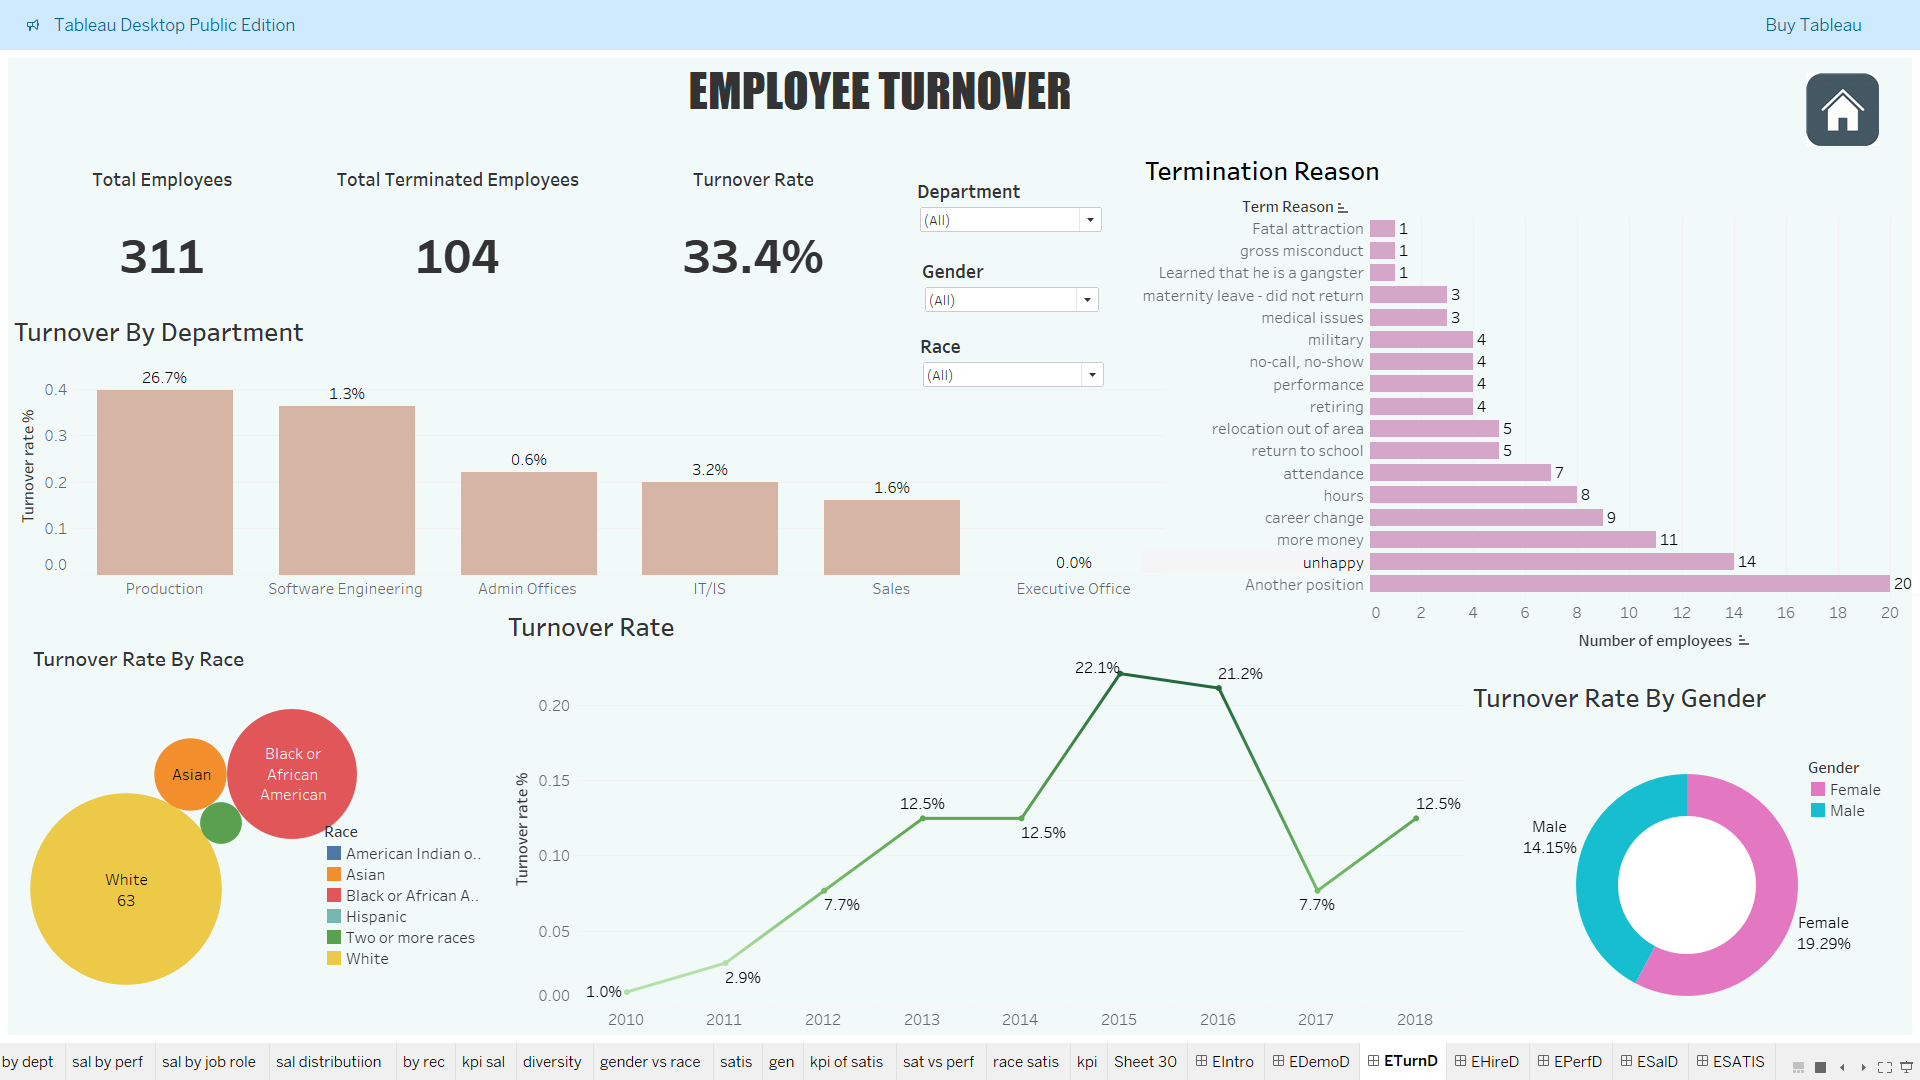 Tableau Desktop Public Edition
Buy Tableau
EMPLOYEE TURNOVER
Total Employees
311
Total Terminated Employees
104
Turnover Rate
33.4%
Department
(All)
Gender
(All)
Race
(All)
Termination Reason
Term Reason
Fatal attraction 1
gross misconduct 1
Learned that he is a gangster 1
maternity leave - did not return 3
medical issues 3
military 4
no-call, no-show 4
performance 4
retiring 4
relocation out of area 5
return to school 5
attendance 7
hours 8
career change 9
more money 11
unhappy 14
Another position 20
0 2 4 6 8 10 12 14 16 18 20
Number of employees
Turnover By Department
Turnover rate %
0.4
0.3
0.2
0.1
0.0
26.7% 1.3% 0.6% 3.2% 1.6% 0.0%
Production Software Engineering Admin Offices IT/IS Sales Executive Office
Turnover Rate By Race
Asian
Black or
African
American
White
63
Race
American Indian o..
Asian
Black or African A..
Hispanic
Two or more races
White
Turnover Rate
Turnover rate %
0.20
0.15
0.10
0.05
0.00
1.0% 2.9% 7.7% 12.5% 12.5% 22.1% 21.2% 7.7% 12.5%
2010 2011 2012 2013 2014 2015 2016 2017 2018
Turnover Rate By Gender
Gender
Female
Male
Male
14.15%
Female
19.29%
by dept sal by perf sal by job role sal distributiion by rec kpi sal diversity gender vs race satis gen kpi of satis sat vs perf race satis kpi Sheet 30 EIntro EDemoD ETurnD EHireD EPerfD ESalD ESATIS